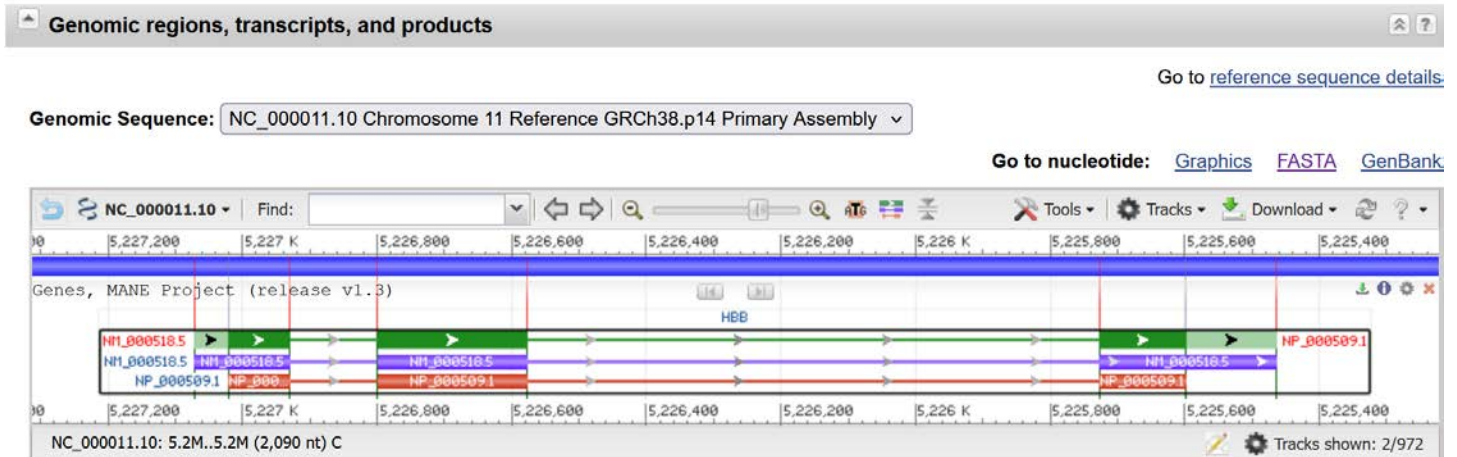 Genomic regions, transcripts, and products
Go to reference sequence details
Genomic Sequence: NC_000011.10 Chromosome 11 Reference GRCh38.p14 Primary Assembly
Go to nucleotide: Graphics FASTA GenBank
NC_000011.10 Find: ATG Tools Tracks Download ?
5,227,200 5,227 K 5,226,800 5,226,600 5,226,400 5,226,200 5,226 K 5,225,800 5,225,600 5,225,400
Genes, MANE Project (release v1.3)
HBB
NM_000518.5 NP_000509.1
NM_000518.5 NM_000518.5 NM_000518.5 NM_000518.5
NP_000509.1 NP_000... NP_000509.1 NP_000509.1
5,227,200 5,227 K 5,226,800 5,226,600 5,226,400 5,226,200 5,226 K 5,225,800 5,225,600 5,225,400
NC_000011.10: 5.2M..5.2M (2,090 nt) C Tracks shown: 2/972